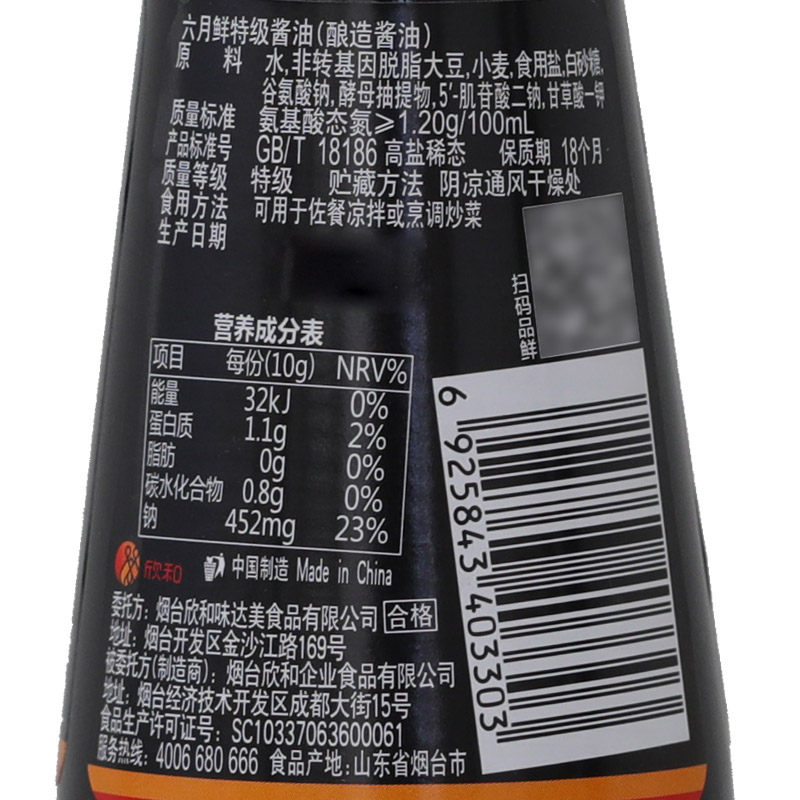 六月鲜特级酱油(酿造酱油)
原 料 水,非转基因脱脂大豆,小麦,食用盐,白砂糖,
谷氨酸钠,酵母抽提物,5'-肌苷酸二钠,甘草酸一钾
质量标准 氨基酸态氮≥1.20g/100mL
产品标准号 GB/T 18186 高盐稀态 保质期 18个月
质量等级 特级 贮藏方法 阴凉通风干燥处
食用方法 可用于佐餐凉拌或烹调炒菜
生产日期
扫码品鲜
营养成分表
项目 每份(10g) NRV%
能量 32kJ 0%
蛋白质 1.1g 2%
脂肪 0g 0%
碳水化合物 0.8g 0%
钠 452mg 23%
6 925843 403303
欣和 中国制造 Made in China
委托方: 烟台欣和味达美食品有限公司 合格
地址: 烟台开发区金沙江路169号
被委托方(制造商): 烟台欣和企业食品有限公司
地址: 烟台经济技术开发区成都大街15号
食品生产许可证号: SC10337063600061
服务热线: 4006 680 666 食品产地: 山东省烟台市